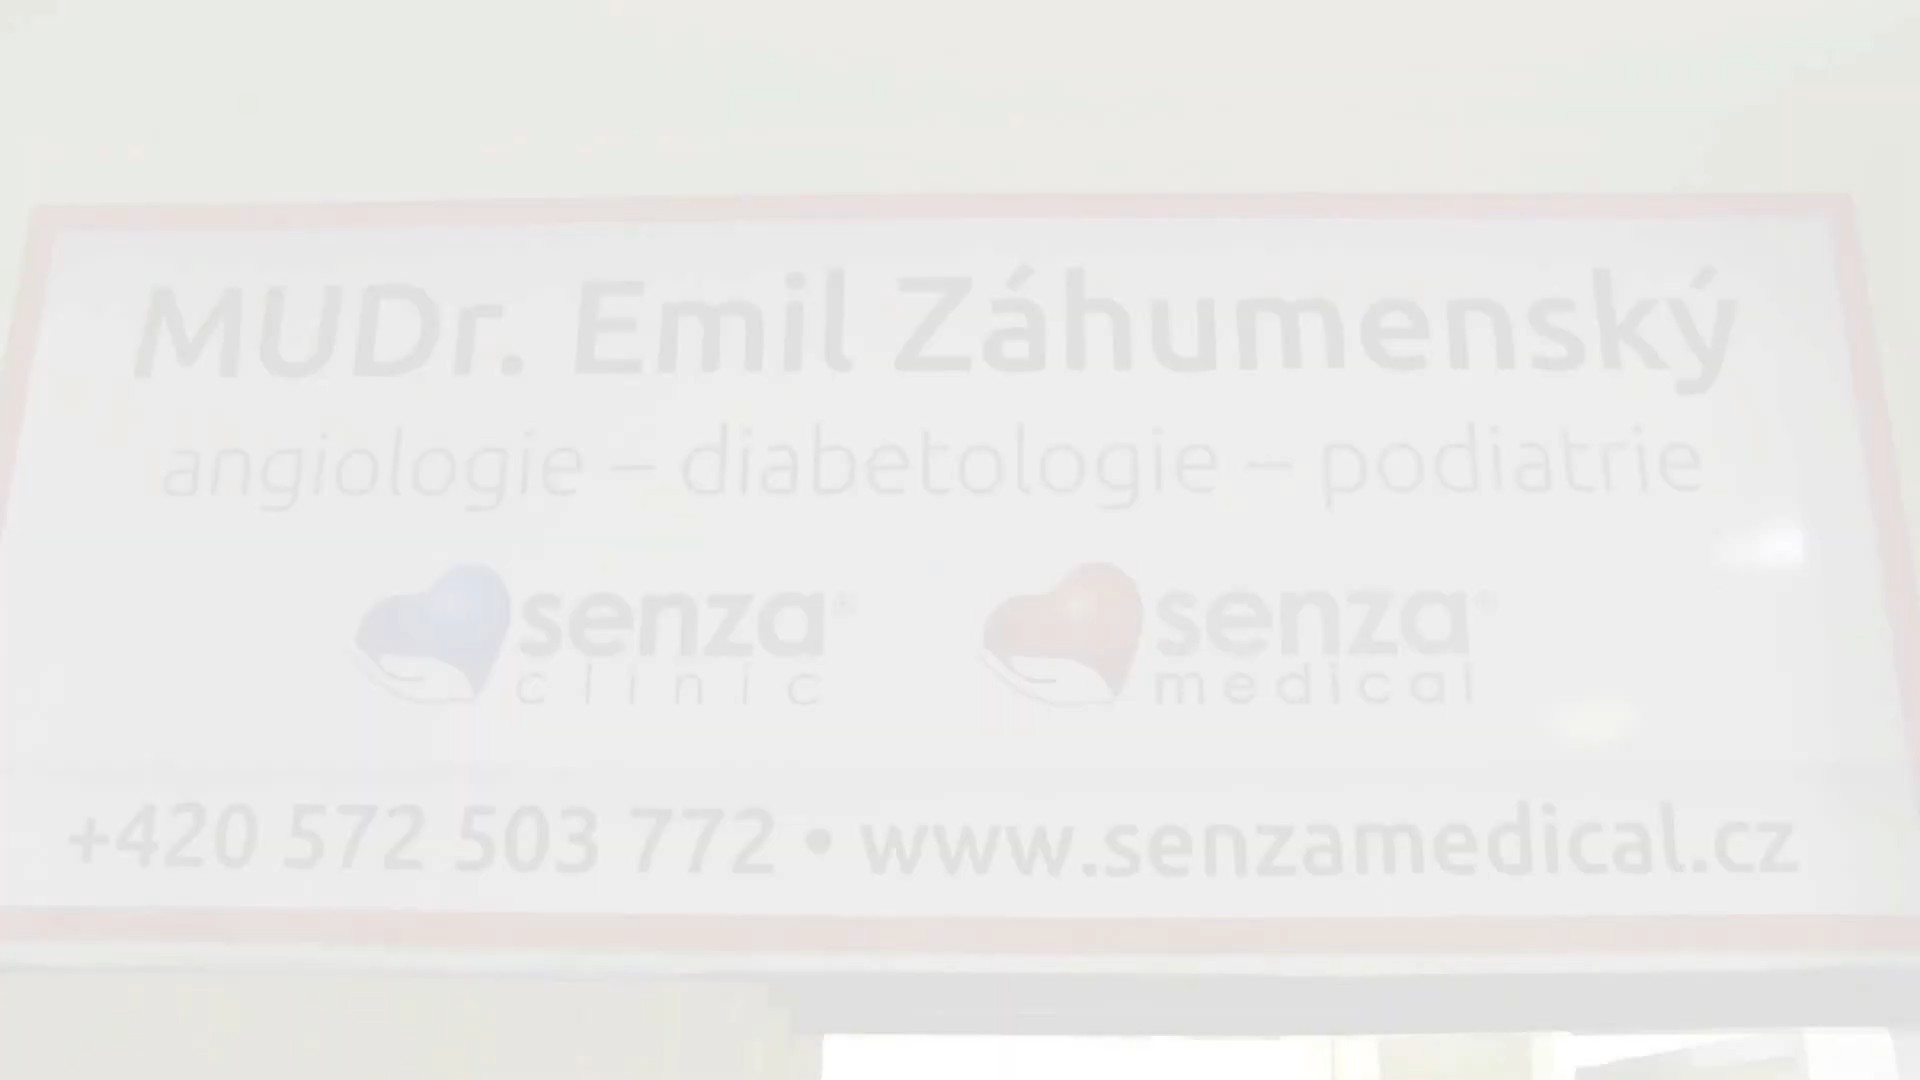 MUDr. Emil Záhumenský
angiologie – diabetologie – podiatrie
senza®
clinic
senza®
medical
+420 572 503 772 • www.senzamedical.cz